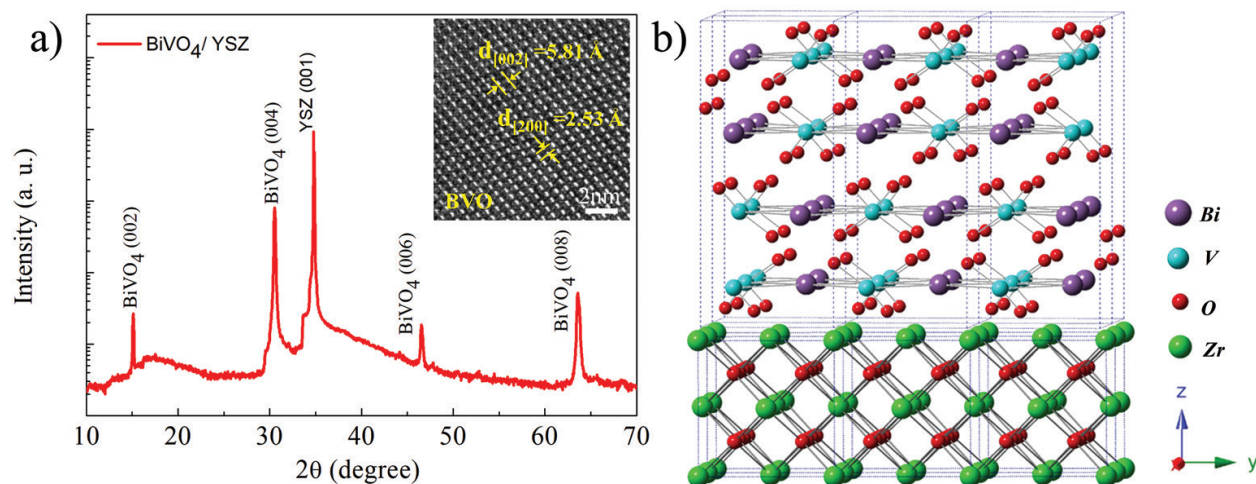 a)
BiVO4/ YSZ
d[002] =5.81 Å
d[200] =2.53 Å
BVO
2nm
BiVO4 (002)
BiVO4 (004)
YSZ (001)
BiVO4 (006)
BiVO4 (008)
Intensity (a. u.)
10 20 30 40 50 60 70
2θ (degree)
b)
Bi
V
O
Zr
z
y